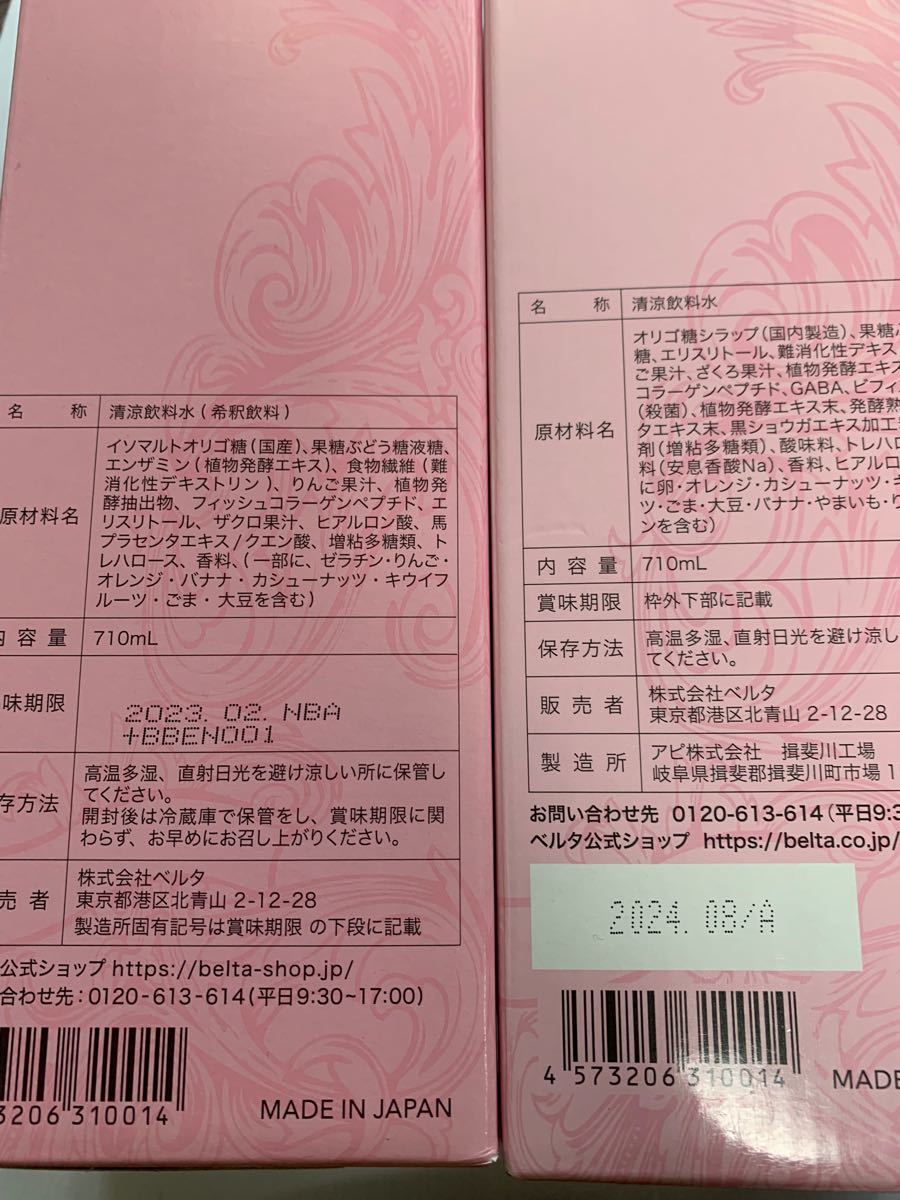 名 称 清涼飲料水(希釈飲料)
原材料名
イソマルトオリゴ糖(国産)、果糖ぶどう糖液糖、
エンザミン(植物発酵エキス)、食物繊維(難
消化性デキストリン)、りんご果汁、植物発
酵抽出物、フィッシュコラーゲンペプチド、エ
リスリトール、ザクロ果汁、ヒアルロン酸、馬
プラセンタエキス/クエン酸、増粘多糖類、ト
レハロース、香料、(一部に、ゼラチン・りんご・
オレンジ・バナナ・カシューナッツ・キウイフ
ルーツ・ごま・大豆を含む)
内容量 710mL
味期限
2023. 02. NBA
+BBEN001
存方法
高温多湿、直射日光を避け涼しい所に保管し
てください。
開封後は冷蔵庫で保管をし、賞味期限に関
わらず、お早めにお召し上がりください。
売者
株式会社ベルタ
東京都港区北青山 2-12-28
製造所固有記号は賞味期限 の下段に記載
公式ショップ https://belta-shop.jp/
合わせ先:0120-613-614(平日9:30~17:00)
3206 310014
MADE IN JAPAN
名 称 清涼飲料水
原材料名
オリゴ糖シラップ(国内製造)、果糖ぶ
糖、エリスリトール、難消化性デキス
ご果汁、ざくろ果汁、植物発酵エキス
コラーゲンペプチド、GABA、ビフィ
(殺菌)、植物発酵エキス末、発酵熟
タエキス末、黒ショウガエキス加工
剤(増粘多糖類)、酸味料、トレハロ
料(安息香酸Na)、香料、ヒアルロ
に卵・オレンジ・カシューナッツ・キ
ツ・ごま・大豆・バナナ・やまいも・り
ンを含む)
内容量 710mL
賞味期限 枠外下部に記載
保存方法
高温多湿、直射日光を避け涼し
てください。
販売者
株式会社ベルタ
東京都港区北青山 2-12-28
製造所
アピ株式会社 揖斐川工場
岐阜県揖斐郡揖斐川町市場 1
お問い合わせ先 0120-613-614(平日9:3
ベルタ公式ショップ https://belta.co.jp/
2024. 08/A
4 573206 310014
MADE